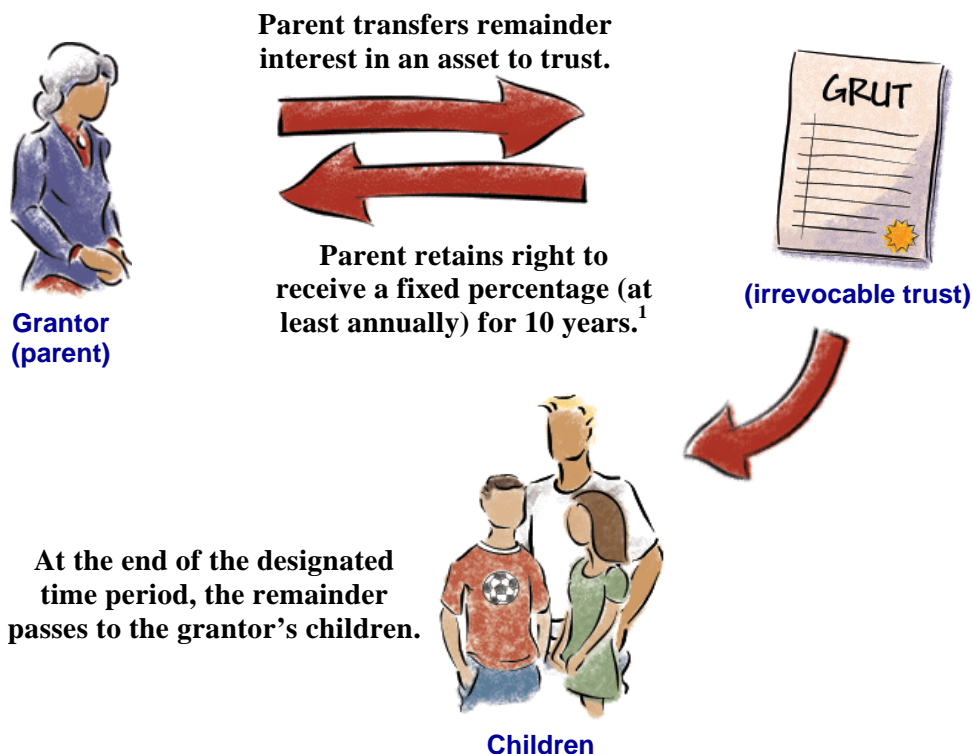 Parent transfers remainder
interest in an asset to trust.
GRUT
Parent retains right to
receive a fixed percentage (at
least annually) for 10 years.1
(irrevocable trust)
Grantor
(parent)
At the end of the designated
time period, the remainder
passes to the grantor’s children.
Children